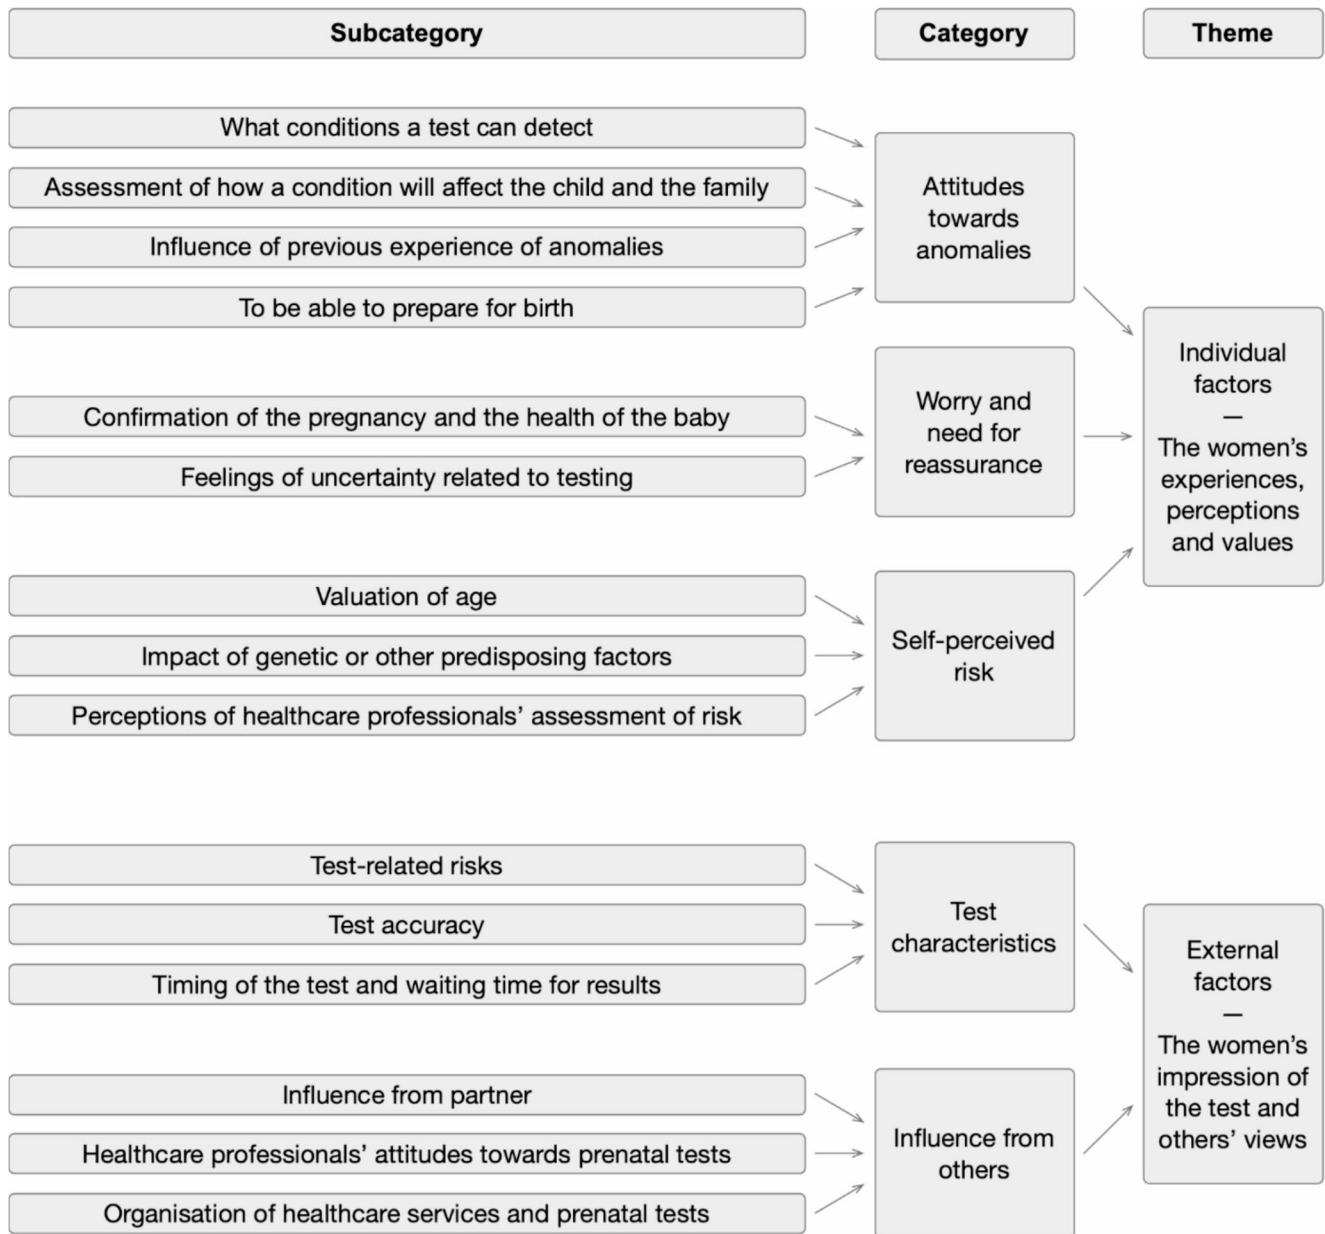 Subcategory
Category
Theme
What conditions a test can detect
Assessment of how a condition will affect the child and the family
Influence of previous experience of anomalies
To be able to prepare for birth
Attitudes
towards
anomalies
Confirmation of the pregnancy and the health of the baby
Feelings of uncertainty related to testing
Worry and
need for
reassurance
Valuation of age
Impact of genetic or other predisposing factors
Perceptions of healthcare professionals’ assessment of risk
Self-perceived
risk
Individual
factors
—
The women’s
experiences,
perceptions
and values
Test-related risks
Test accuracy
Timing of the test and waiting time for results
Test
characteristics
Influence from partner
Healthcare professionals’ attitudes towards prenatal tests
Organisation of healthcare services and prenatal tests
Influence from
others
External
factors
—
The women’s
impression of
the test and
others’ views